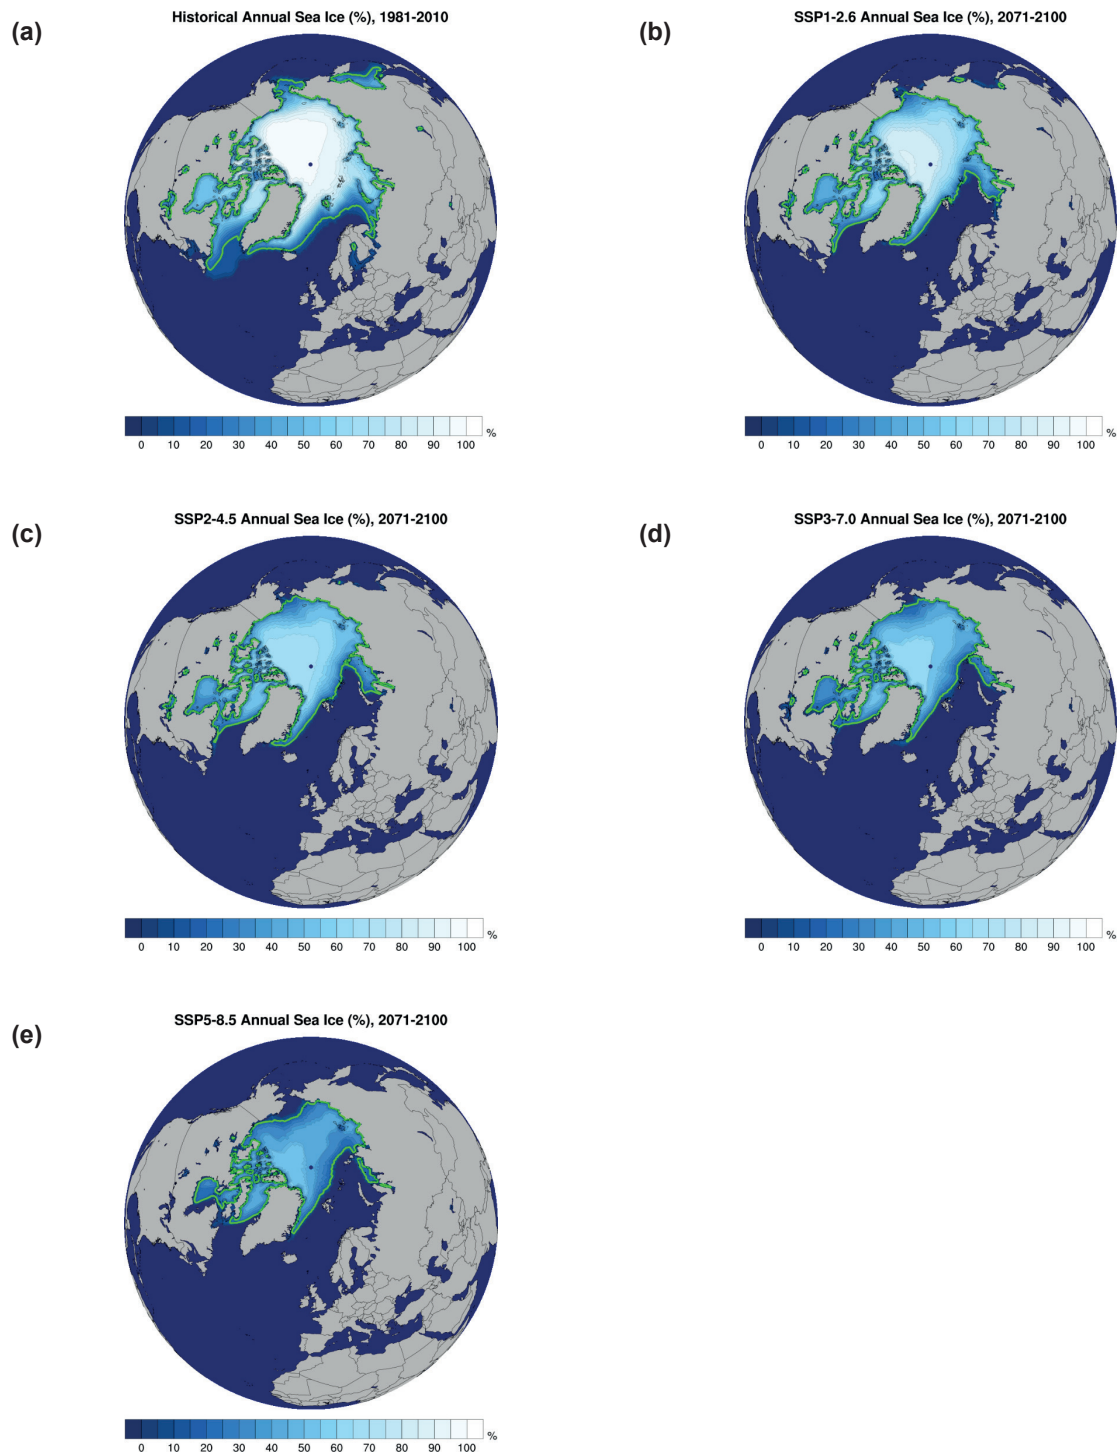 (a)
Historical Annual Sea Ice (%), 1981-2010
0 10 20 30 40 50 60 70 80 90 100 %
(b)
SSP1-2.6 Annual Sea Ice (%), 2071-2100
0 10 20 30 40 50 60 70 80 90 100 %
(c)
SSP2-4.5 Annual Sea Ice (%), 2071-2100
0 10 20 30 40 50 60 70 80 90 100 %
(d)
SSP3-7.0 Annual Sea Ice (%), 2071-2100
0 10 20 30 40 50 60 70 80 90 100 %
(e)
SSP5-8.5 Annual Sea Ice (%), 2071-2100
0 10 20 30 40 50 60 70 80 90 100 %